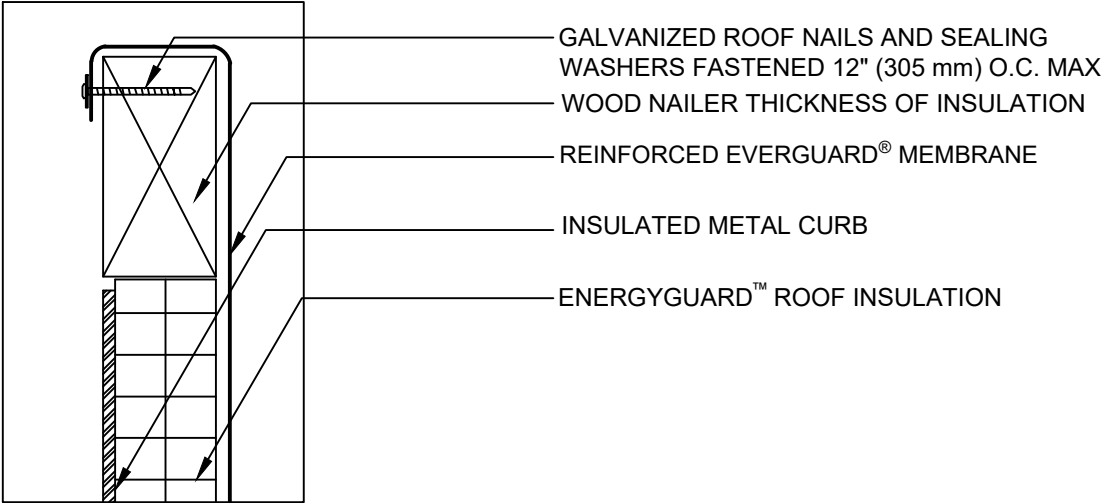 GALVANIZED ROOF NAILS AND SEALING
WASHERS FASTENED 12" (305 mm) O.C. MAX
WOOD NAILER THICKNESS OF INSULATION
REINFORCED EVERGUARD® MEMBRANE
INSULATED METAL CURB
ENERGYGUARD™ ROOF INSULATION